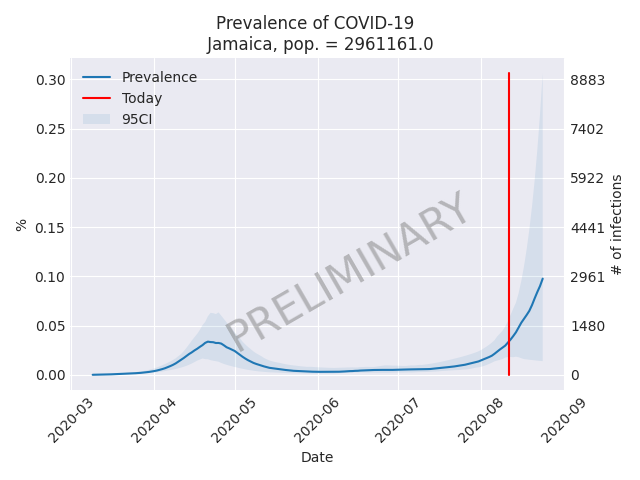 Prevalence of COVID-19
Jamaica, pop. = 2961161.0
Prevalence
Today
95CI
PRELIMINARY
%
0.30
0.25
0.20
0.15
0.10
0.05
0.00
8883
7402
5922
4441
2961
1480
0
# of infections
2020-03
2020-04
2020-05
2020-06
2020-07
2020-08
2020-09
Date